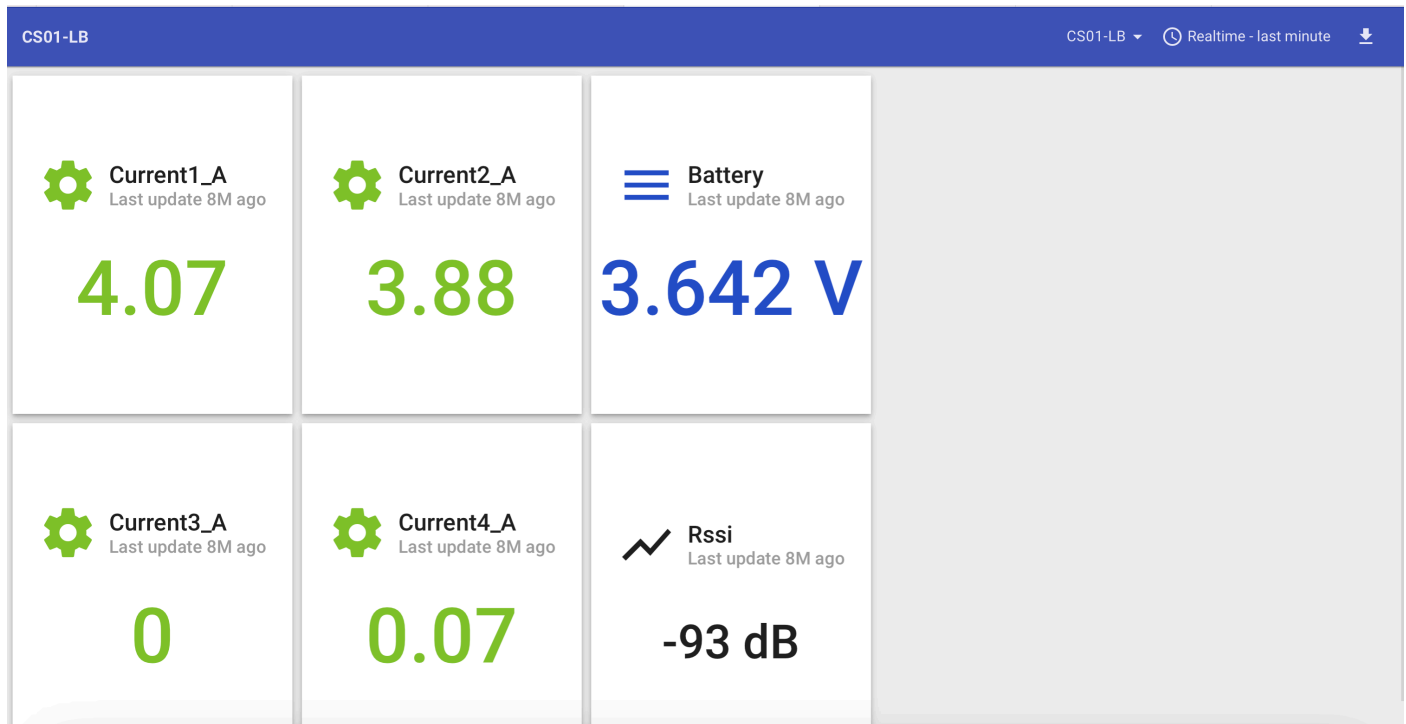 CS01-LB
CS01-LB
Realtime - last minute
Current1_A
Last update 8M ago
4.07
Current2_A
Last update 8M ago
3.88
Battery
Last update 8M ago
3.642 V
Current3_A
Last update 8M ago
0
Current4_A
Last update 8M ago
0.07
Rssi
Last update 8M ago
-93 dB